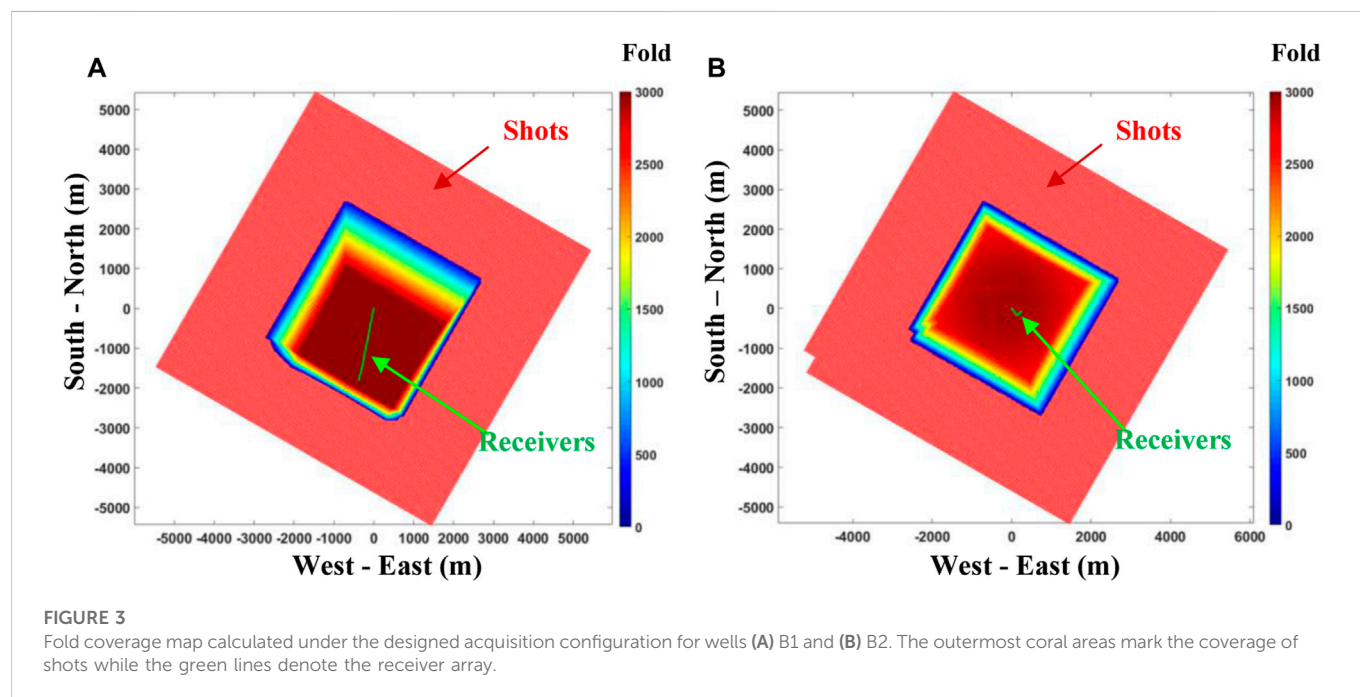 A
Fold
Shots
Receivers
5000
4000
3000
2000
1000
0
-1000
-2000
-3000
-4000
-5000
South - North (m)
-5000 -4000 -3000 -2000 -1000 0 1000 2000 3000 4000 5000
West - East (m)
3000
2500
2000
1500
1000
500
0
B
Fold
Shots
Receivers
5000
4000
3000
2000
1000
0
-1000
-2000
-3000
-4000
-5000
South – North (m)
-4000 -2000 0 2000 4000 6000
West - East (m)
3000
2500
2000
1500
1000
500
0
FIGURE 3
Fold coverage map calculated under the designed acquisition configuration for wells (A) B1 and (B) B2. The outermost coral areas mark the coverage of
shots while the green lines denote the receiver array.